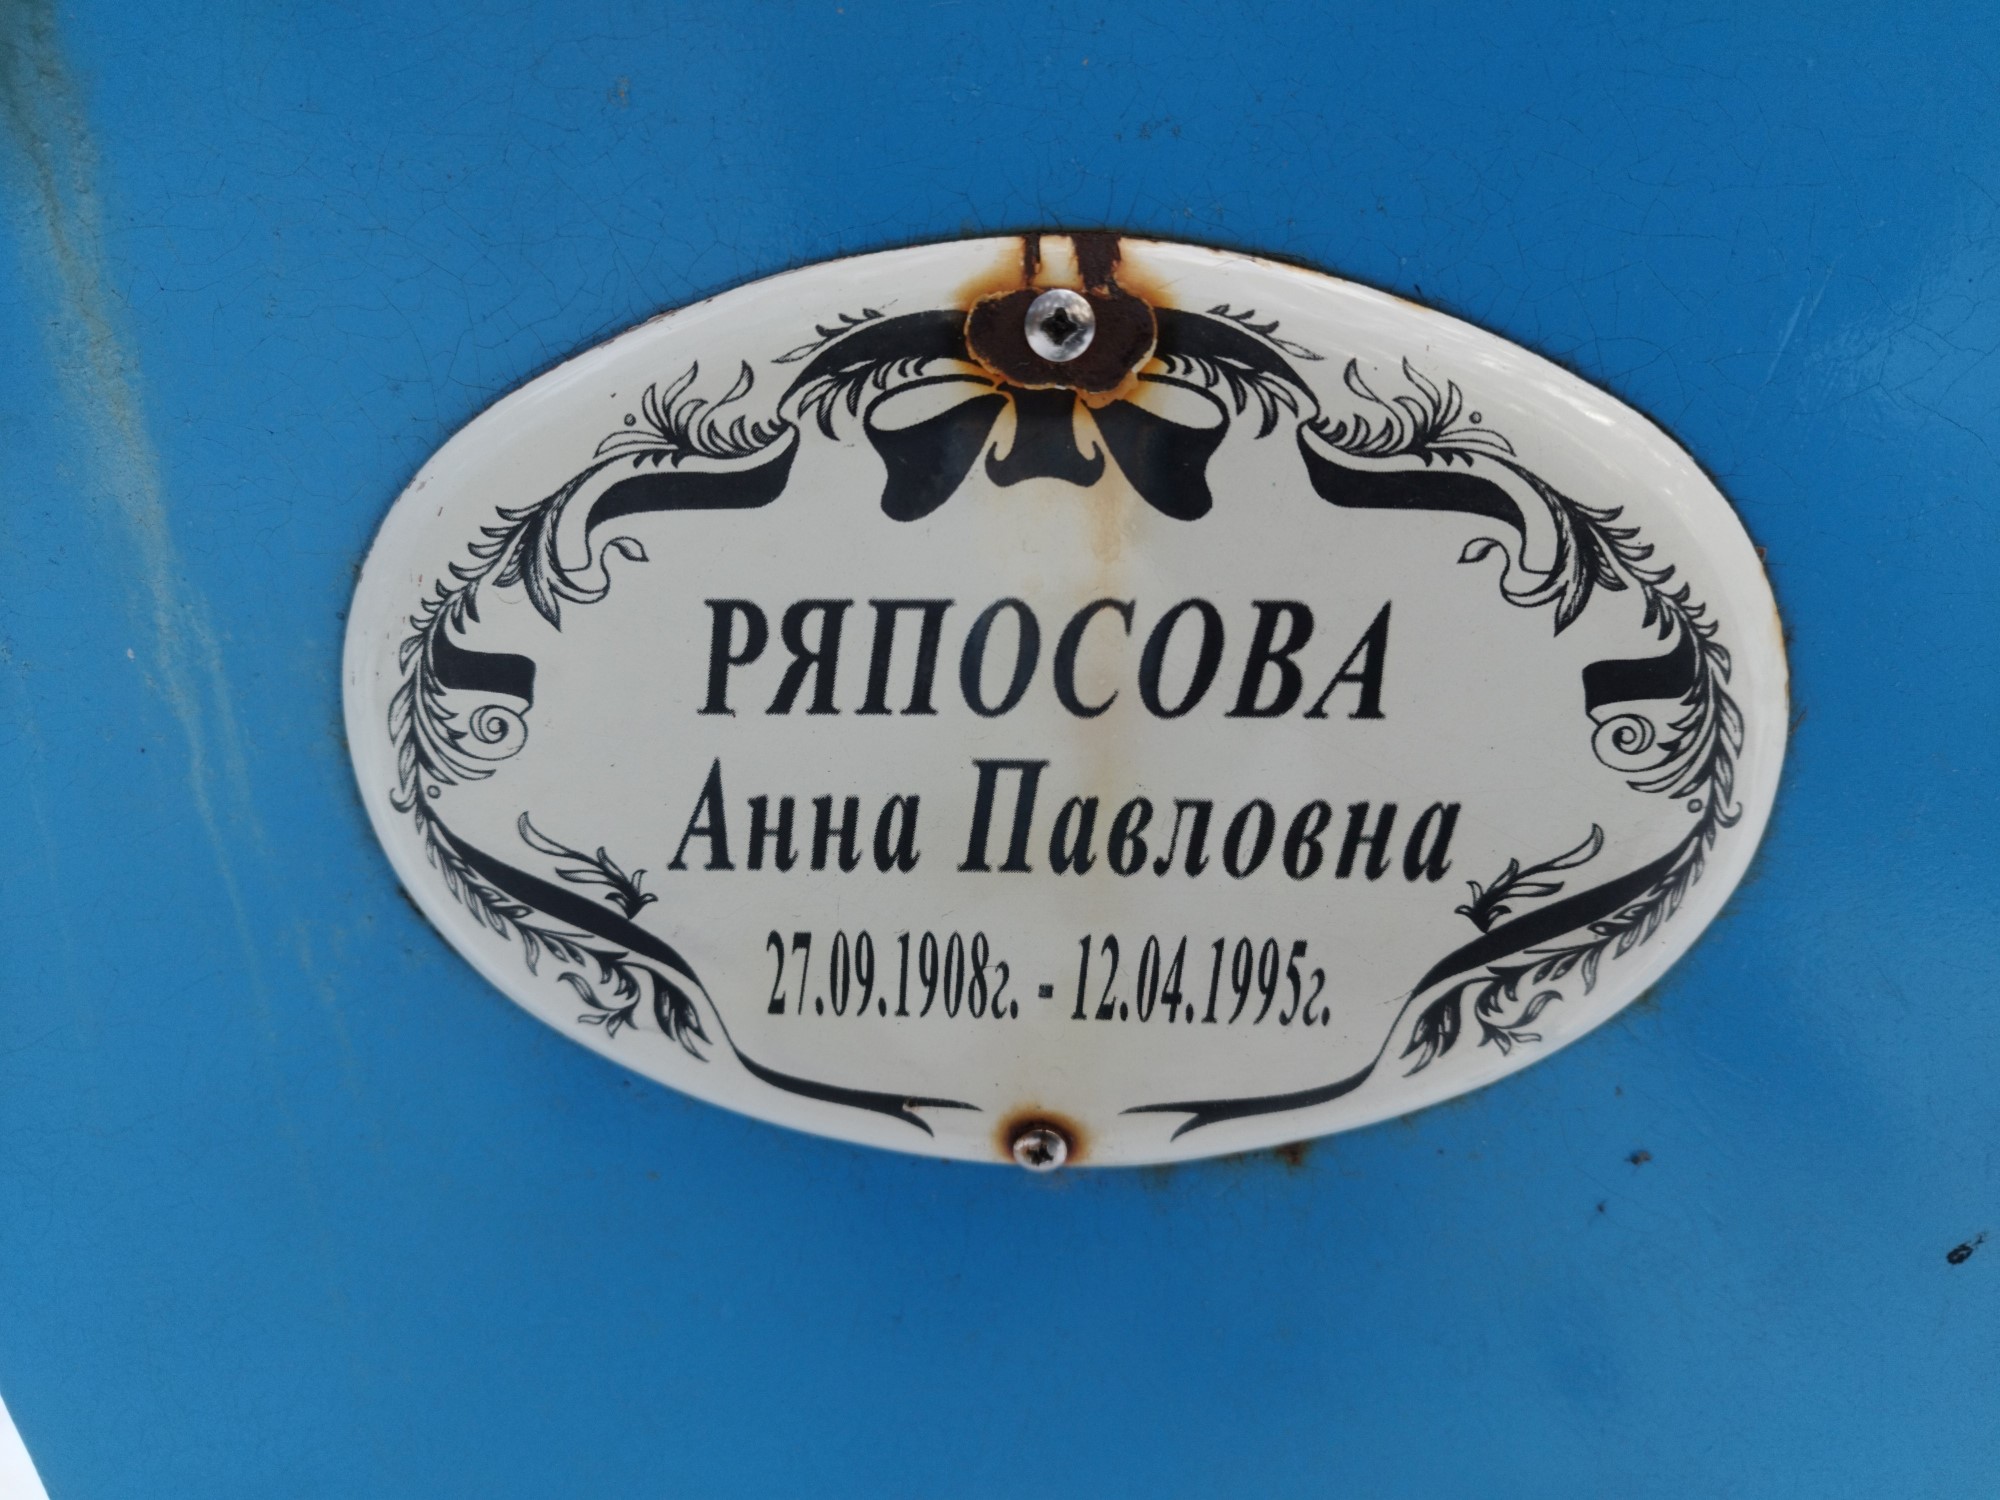 РЯПОСОВА
Анна Павловна
27.09.1908г. - 12.04.1995г.